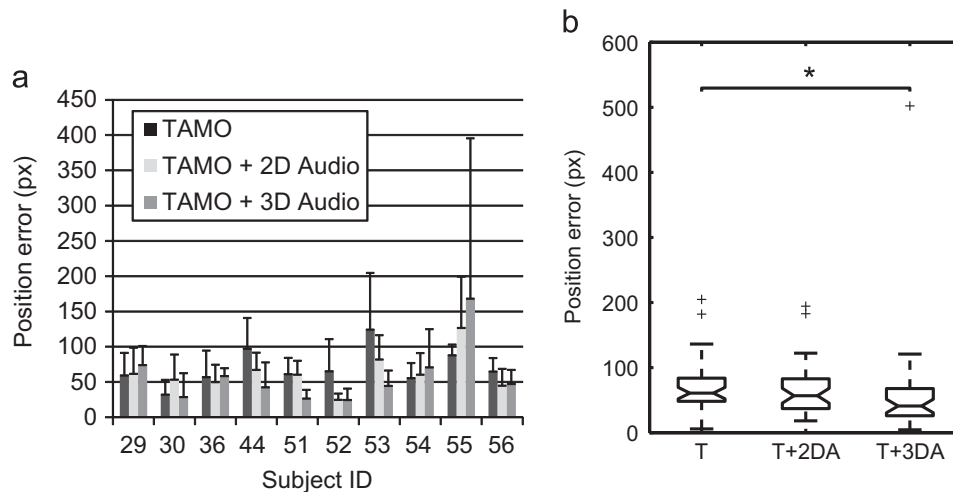 a
Position error (px)
450
400
350
300
250
200
150
100
50
0
TAMO
TAMO + 2D Audio
TAMO + 3D Audio
29 30 36 44 51 52 53 54 55 56
Subject ID
b
Position error (px)
600
500
400
300
200
100
0
*
T T+2DA T+3DA